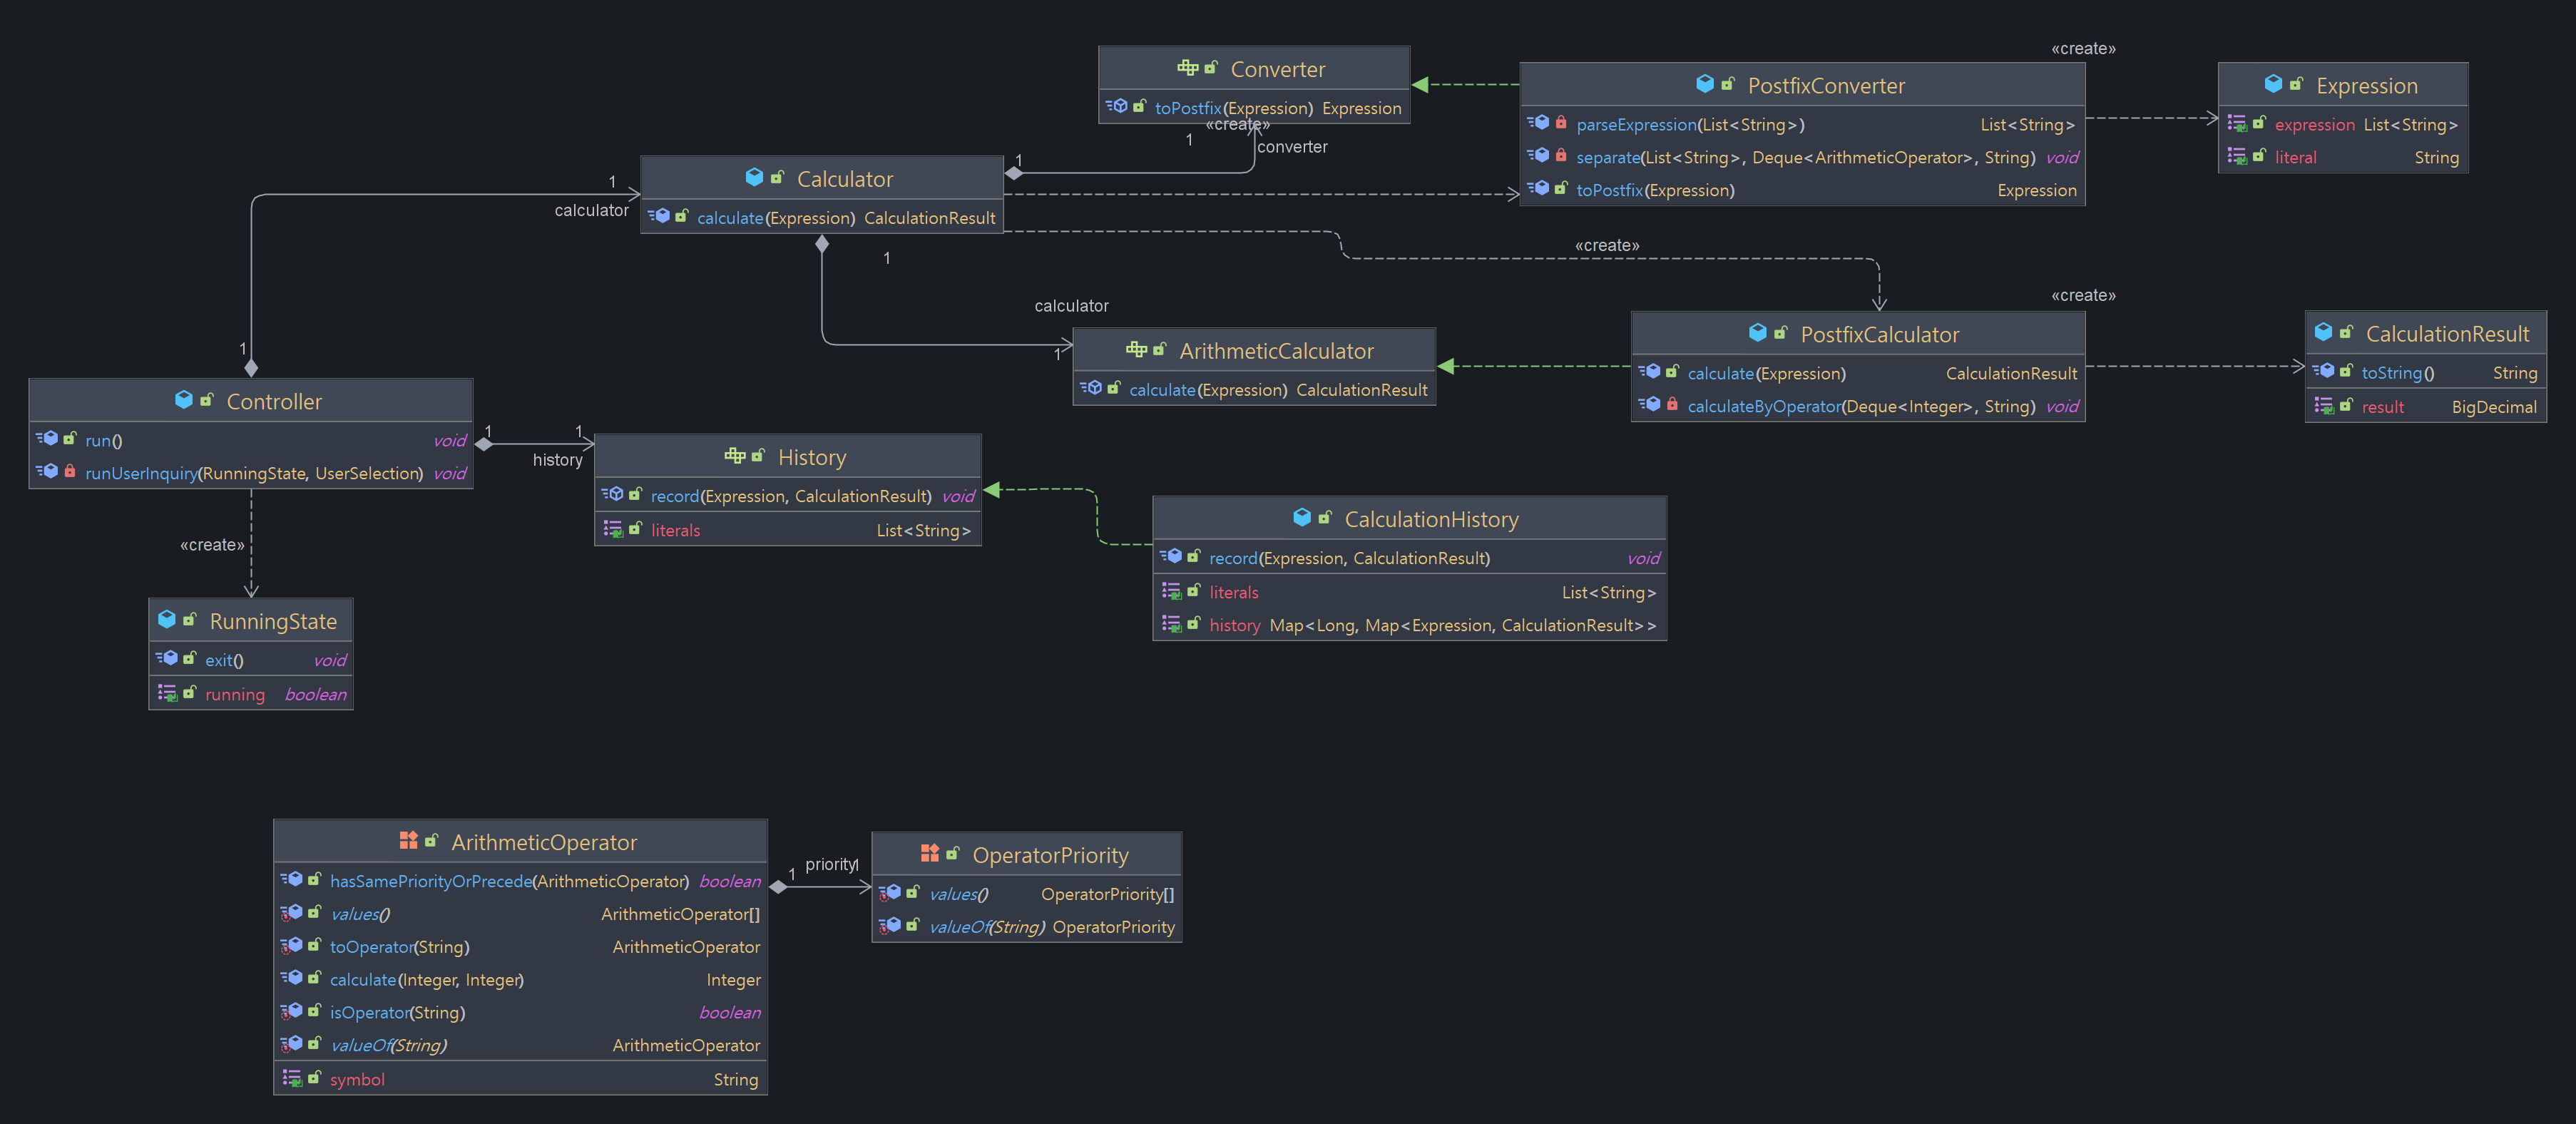 «create»
Converter
toPostfix(Expression) Expression
«create»
1
converter
PostfixConverter
parseExpression(List<String>) List<String>
separate(List<String>, Deque<ArithmeticOperator>, String) void
toPostfix(Expression) Expression
Expression
expression List<String>
literal String
1
calculator
Calculator
calculate(Expression) CalculationResult
1
1
«create»
calculator
1
ArithmeticCalculator
calculate(Expression) CalculationResult
«create»
PostfixCalculator
calculate(Expression) CalculationResult
calculateByOperator(Deque<Integer>, String) void
CalculationResult
toString() String
result BigDecimal
1
Controller
run() void
runUserInquiry(RunningState, UserSelection) void
1
1
history
History
record(Expression, CalculationResult) void
literals List<String>
CalculationHistory
record(Expression, CalculationResult) void
literals List<String>
history Map<Long, Map<Expression, CalculationResult>>
«create»
RunningState
exit() void
running boolean
ArithmeticOperator
hasSamePriorityOrPrecede(ArithmeticOperator) boolean
values() ArithmeticOperator[]
toOperator(String) ArithmeticOperator
calculate(Integer, Integer) Integer
isOperator(String) boolean
valueOf(String) ArithmeticOperator
symbol String
1
priority
1
OperatorPriority
values() OperatorPriority[]
valueOf(String) OperatorPriority